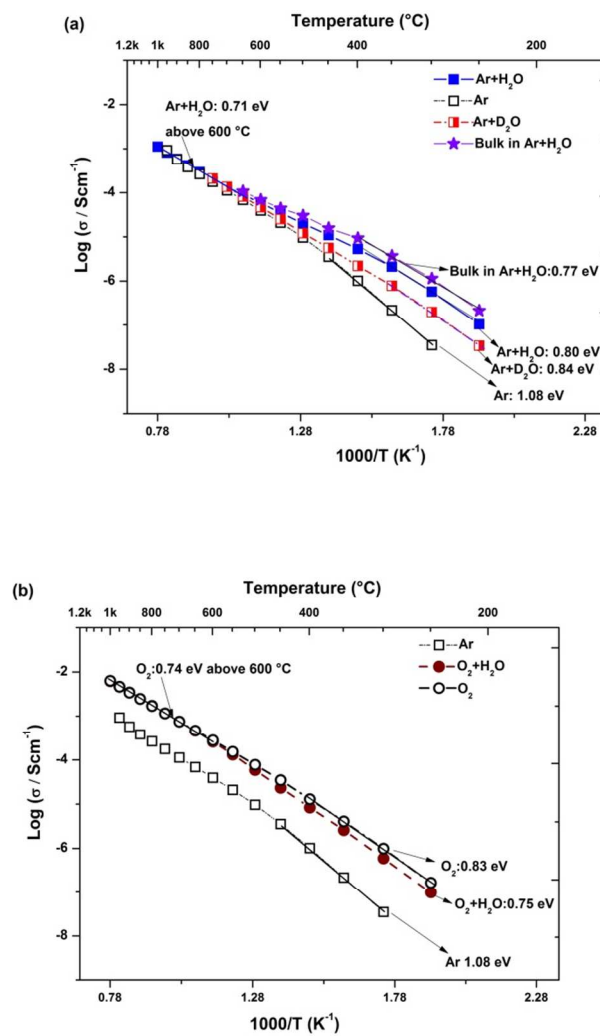 (a)
Temperature (°C)
1.2k 1k 800 600 400 200
Ar+H₂O: 0.71 eV
above 600 °C
Ar+H₂O
Ar
Ar+D₂O
Bulk in Ar+H₂O
-2
-4
-6
-8
Log (σ / Scm⁻¹)
Bulk in Ar+H₂O:0.77 eV
Ar+H₂O: 0.80 eV
Ar+D₂O: 0.84 eV
Ar: 1.08 eV
0.78 1.28 1.78 2.28
1000/T (K⁻¹)
(b)
Temperature (°C)
1.2k 1k 800 600 400 200
O₂:0.74 eV above 600 °C
Ar
O₂+H₂O
O₂
-2
-4
-6
-8
Log (σ / Scm⁻¹)
O₂:0.83 eV
O₂+H₂O:0.75 eV
Ar 1.08 eV
0.78 1.28 1.78 2.28
1000/T (K⁻¹)